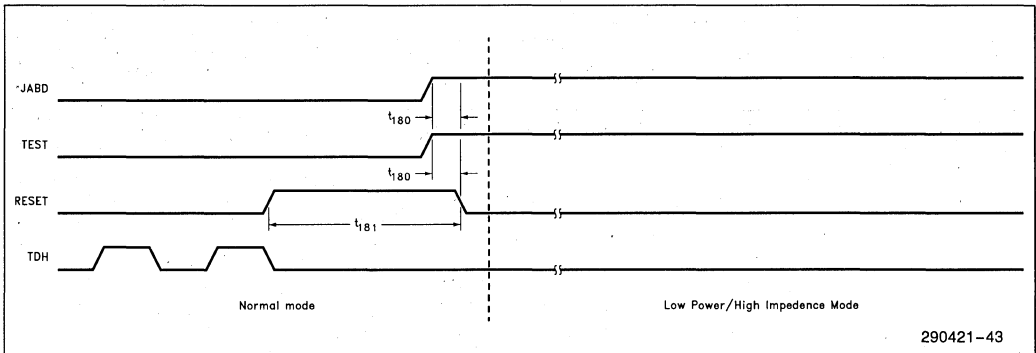 JABD
t180
TEST
t180
RESET
t181
TDH
Normal mode
Low Power/High Impedence Mode
290421-43